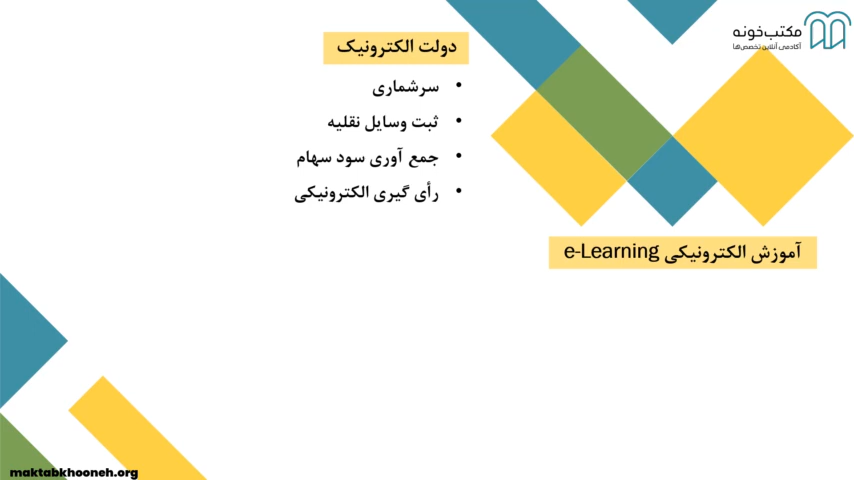 مکتب‌خونه
آکادمی آنلاین تخصص‌ها
دولت الکترونیک
سرشماری
ثبت وسایل نقلیه
جمع آوری سود سهام
رأی گیری الکترونیکی
آموزش الکترونیکی e-Learning
maktabkhooneh.org